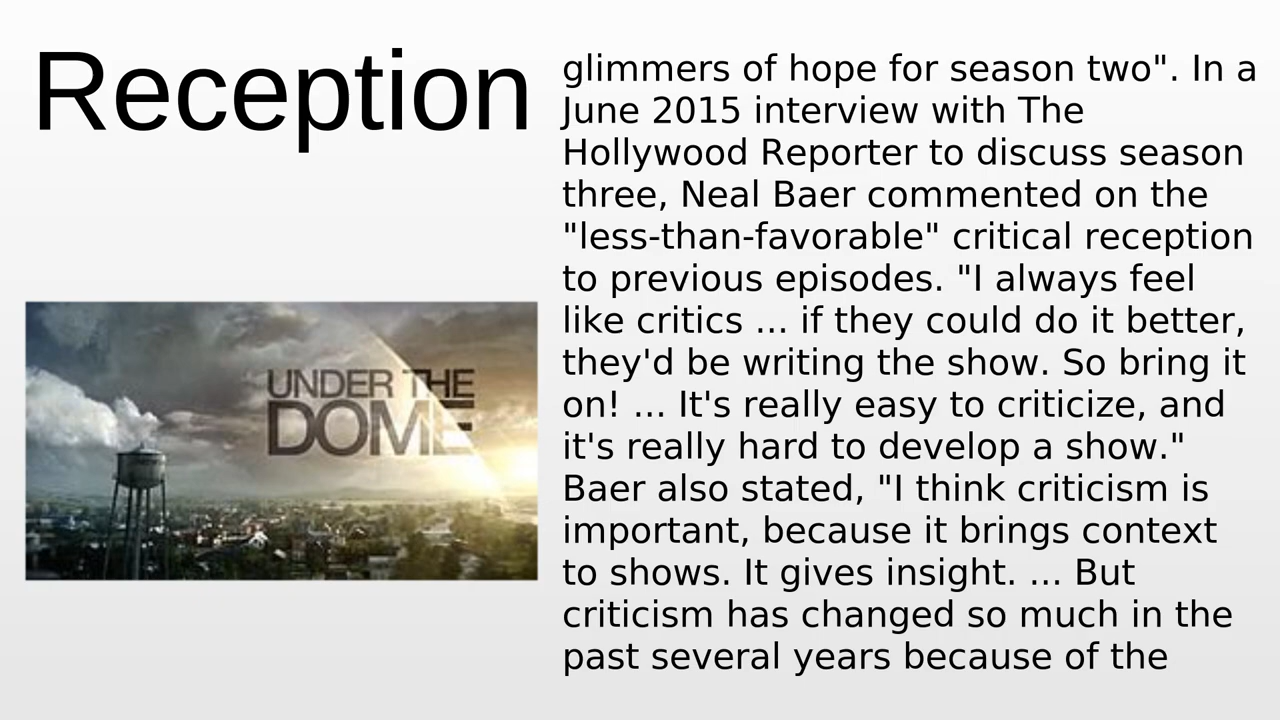 Reception
glimmers of hope for season two". In a
June 2015 interview with The
Hollywood Reporter to discuss season
three, Neal Baer commented on the
"less-than-favorable" critical reception
to previous episodes. "I always feel
like critics ... if they could do it better,
they'd be writing the show. So bring it
on! ... It's really easy to criticize, and
it's really hard to develop a show."
Baer also stated, "I think criticism is
important, because it brings context
to shows. It gives insight. ... But
criticism has changed so much in the
past several years because of the
UNDER THE
DOME